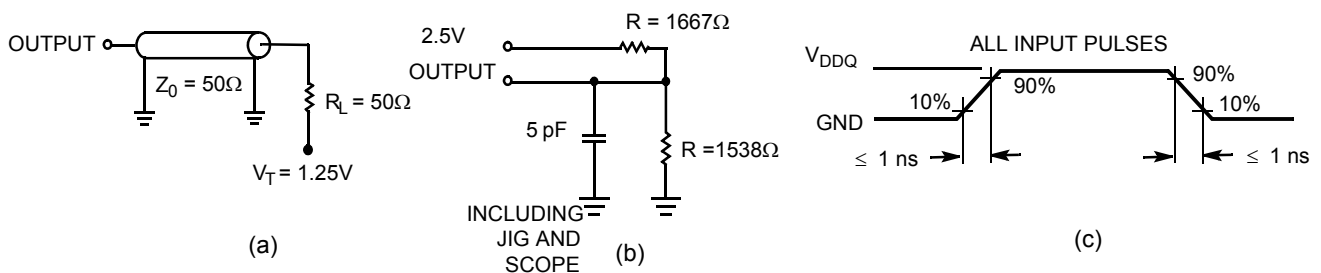 OUTPUT
Z0 = 50Ω
RL = 50Ω
VT = 1.25V
(a)
R = 1667Ω
2.5V
OUTPUT
5 pF
R =1538Ω
INCLUDING
JIG AND
SCOPE
(b)
ALL INPUT PULSES
VDDQ
90%
90%
10%
10%
GND
≤ 1 ns
≤ 1 ns
(c)